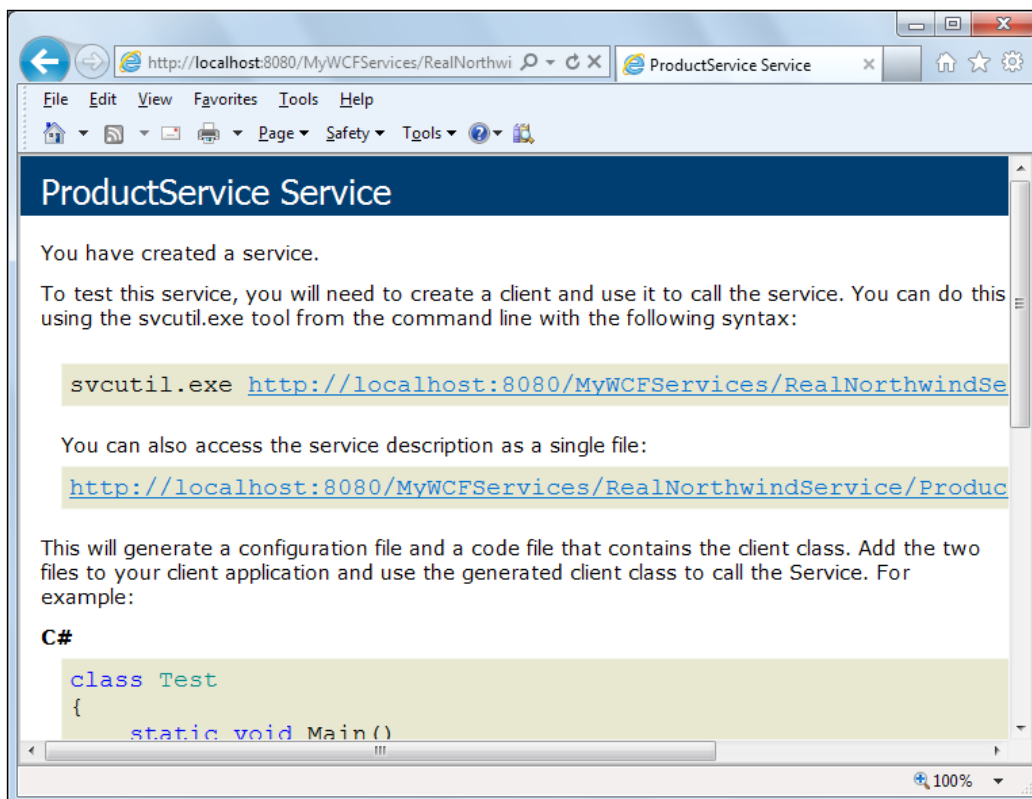 http://localhost:8080/MyWCFServices/RealNorthwi
ProductService Service
File Edit View Favorites Tools Help
Page Safety Tools
ProductService Service
You have created a service.
To test this service, you will need to create a client and use it to call the service. You can do this
using the svcutil.exe tool from the command line with the following syntax:
svcutil.exe http://localhost:8080/MyWCFServices/RealNorthwindSe
You can also access the service description as a single file:
http://localhost:8080/MyWCFServices/RealNorthwindService/Produc
This will generate a configuration file and a code file that contains the client class. Add the two
files to your client application and use the generated client class to call the Service. For
example:
C#
class Test
{
static void Main()
100%